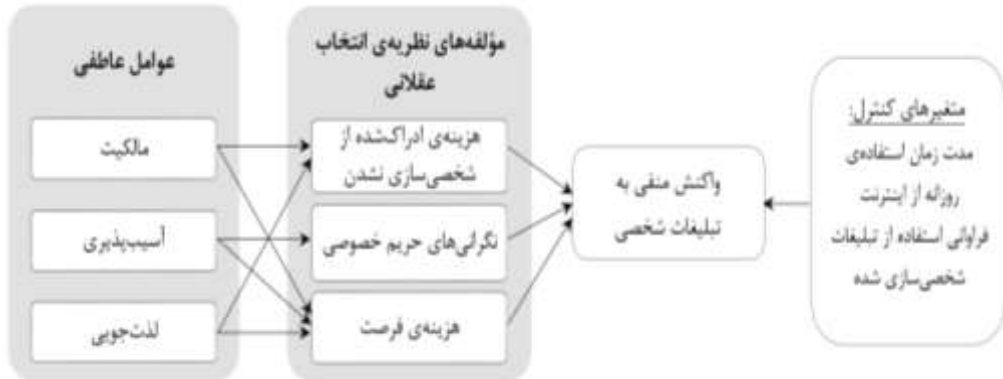 عوامل عاطفی
مالکیت
آسیب‌پذیری
لذت‌جویی
مؤلفه‌های نظریه‌ی انتخاب
عقلانی
هزینه‌ی ادراک‌شده از
شخصی‌سازی نشدن
نگرانی‌های حریم خصوصی
هزینه‌ی فرصت
واکنش منفی به
تبلیغات شخصی
متغیرهای کنترل:
مدت زمان استفاده‌ی
روزانه از اینترنت
فراوانی استفاده از تبلیغات
شخصی‌سازی شده